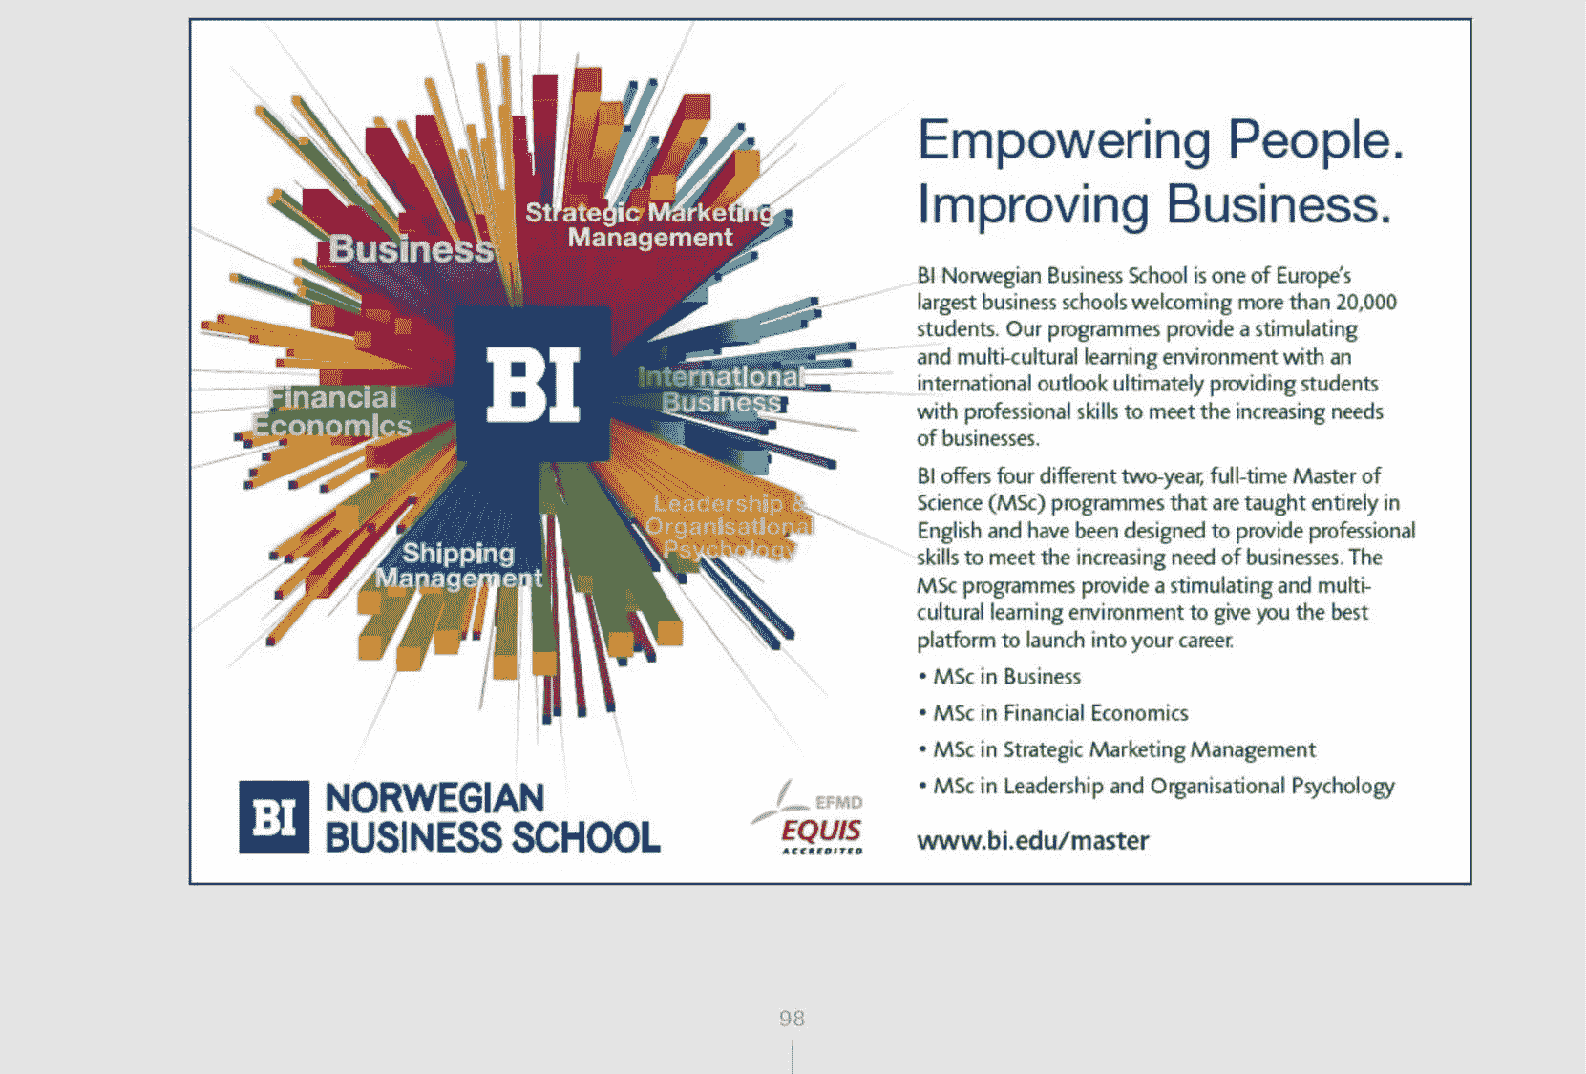 Business
Strategic Marketing
Management
Financial
Economics
BI
International
Business
Leadership &
Organisational
Psychology
Shipping
Management
BI
NORWEGIAN
BUSINESS SCHOOL
EFMD
EQUIS
ACCREDITED
Empowering People.
Improving Business.
BI Norwegian Business School is one of Europe's
largest business schools welcoming more than 20,000
students. Our programmes provide a stimulating
and multi-cultural learning environment with an
international outlook ultimately providing students
with professional skills to meet the increasing needs
of businesses.
BI offers four different two-year, full-time Master of
Science (MSc) programmes that are taught entirely in
English and have been designed to provide professional
skills to meet the increasing need of businesses. The
MSc programmes provide a stimulating and multi-
cultural learning environment to give you the best
platform to launch into your career.
• MSc in Business
• MSc in Financial Economics
• MSc in Strategic Marketing Management
• MSc in Leadership and Organisational Psychology
www.bi.edu/master
98